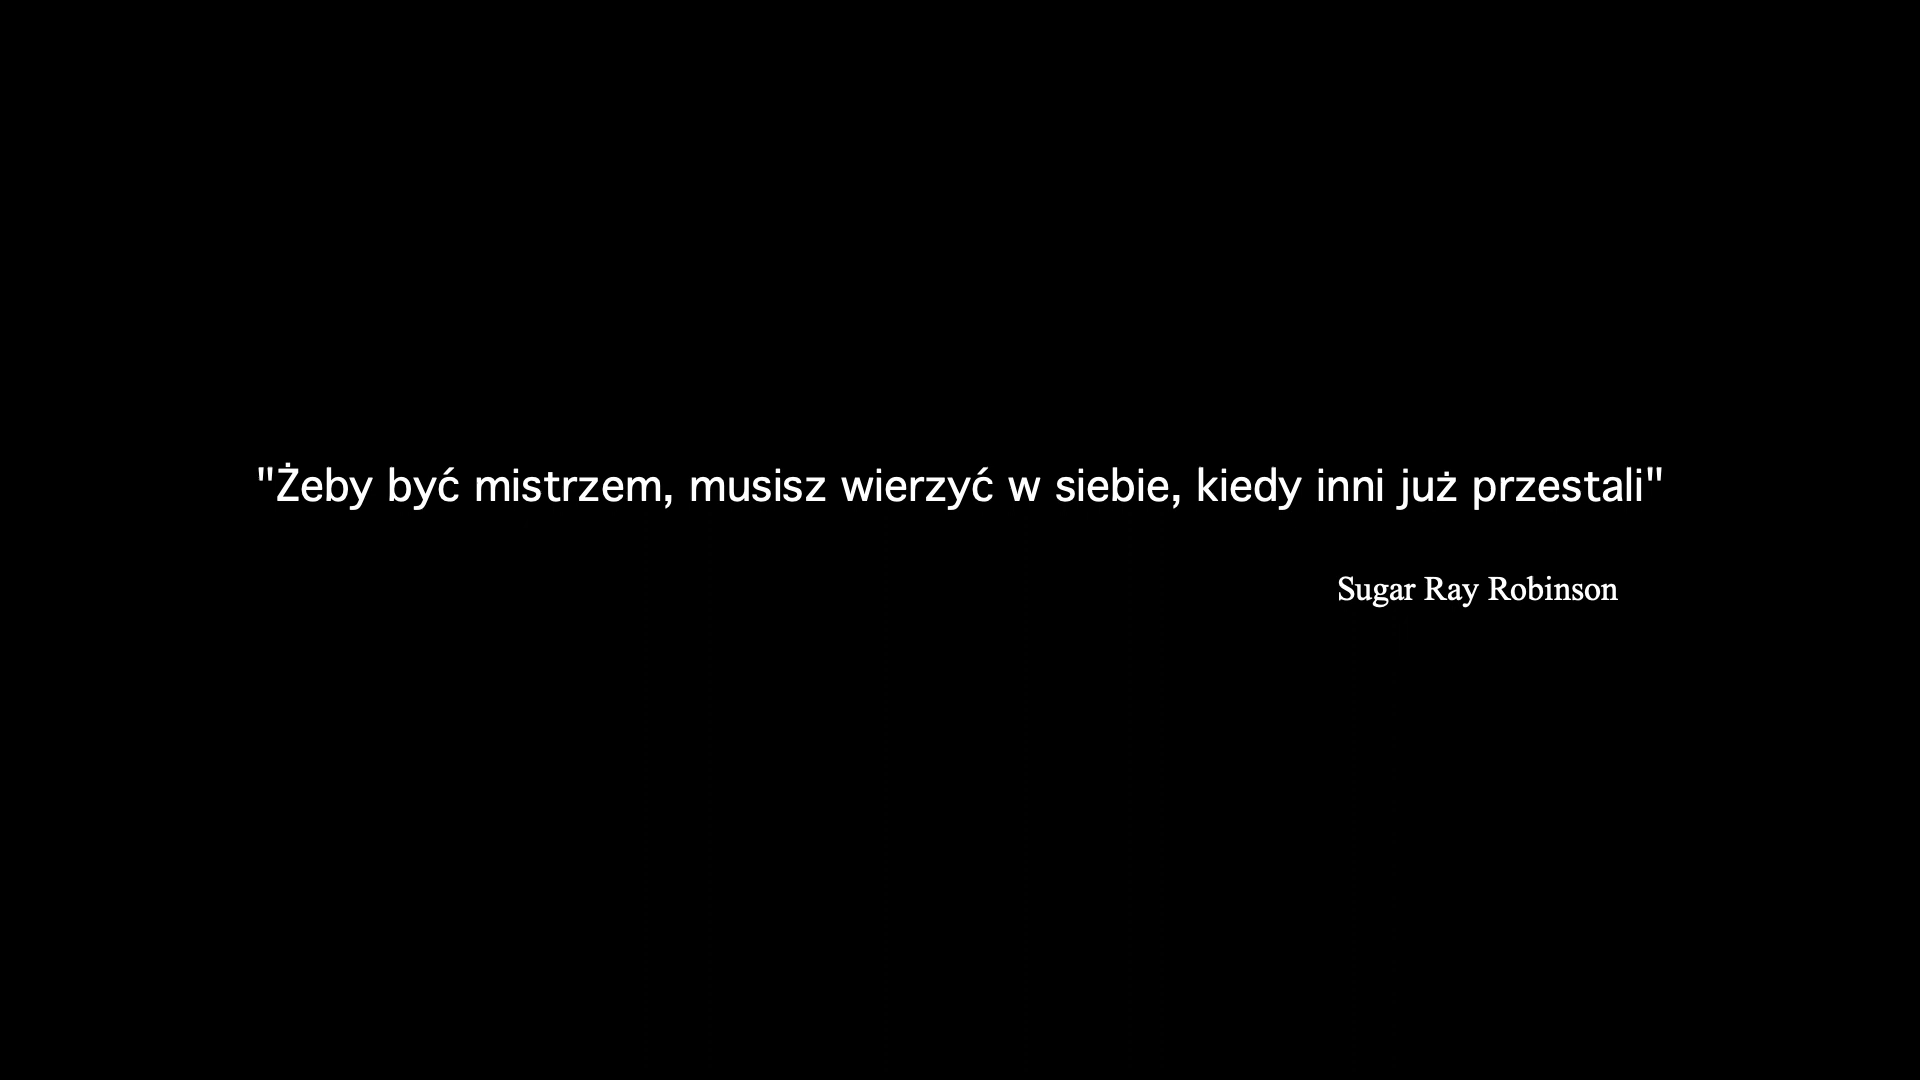 "Żeby być mistrzem, musisz wierzyć w siebie, kiedy inni już przestali"
Sugar Ray Robinson